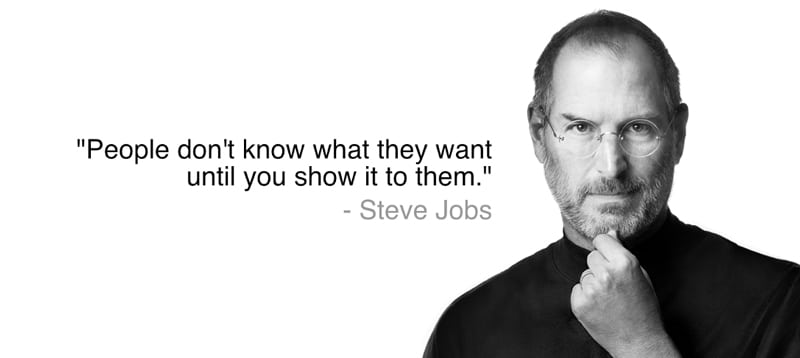 "People don't know what they want
until you show it to them."
- Steve Jobs